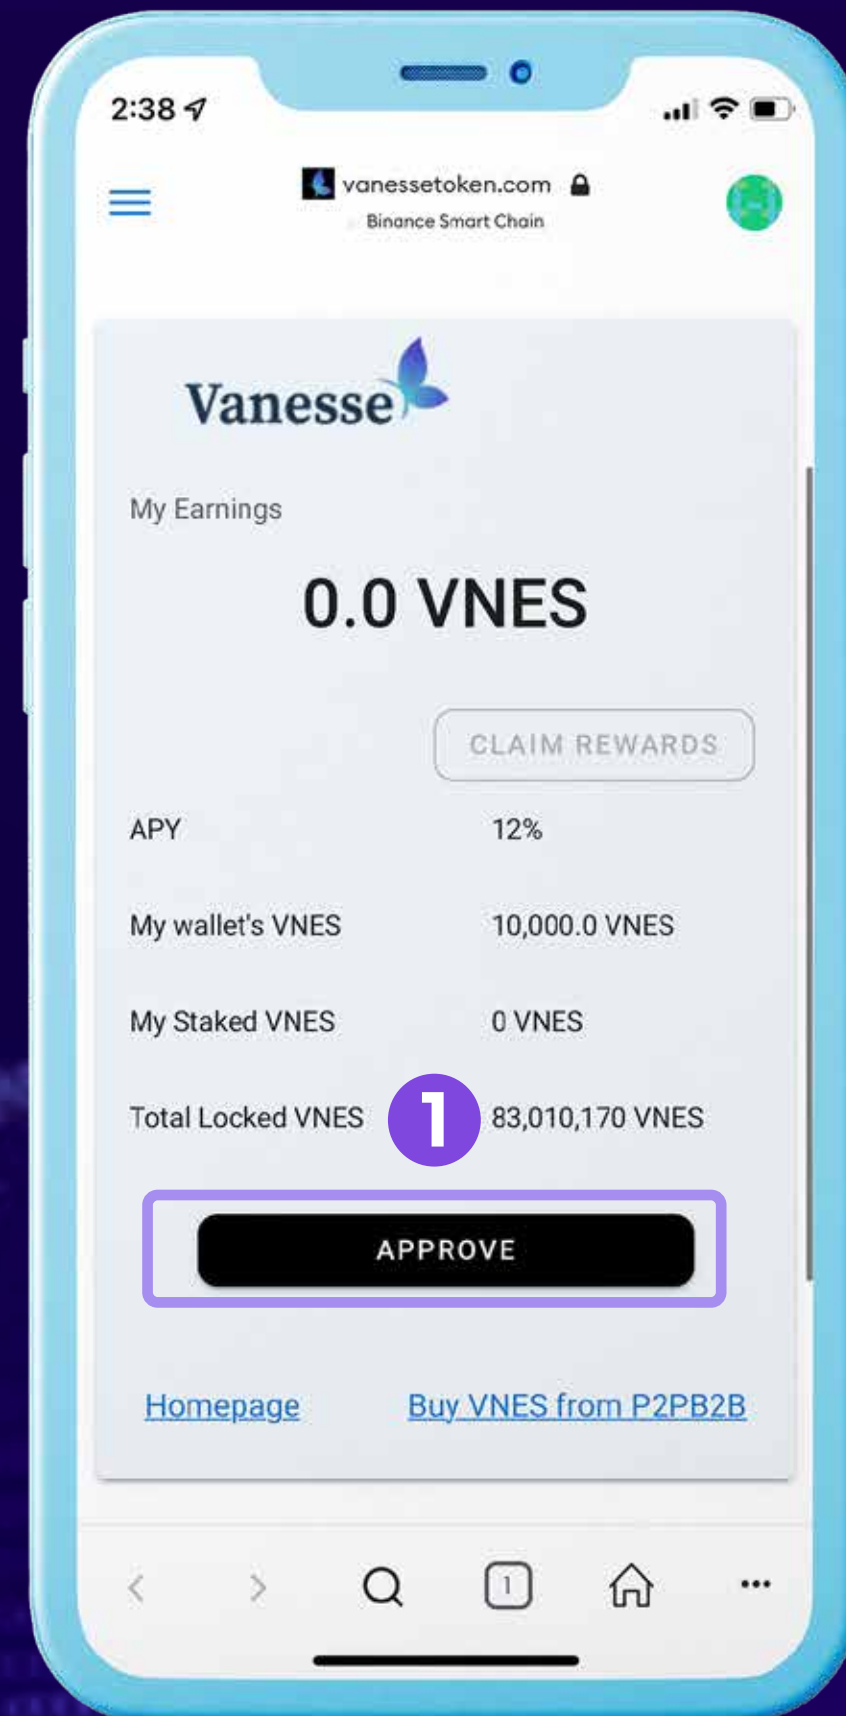 2:38
vanessetoken.com
Binance Smart Chain
Vanesse
My Earnings
0.0 VNES
CLAIM REWARDS
APY 12%
My wallet's VNES 10,000.0 VNES
My Staked VNES 0 VNES
Total Locked VNES 1 83,010,170 VNES
APPROVE
Homepage Buy VNES from P2PB2B
1